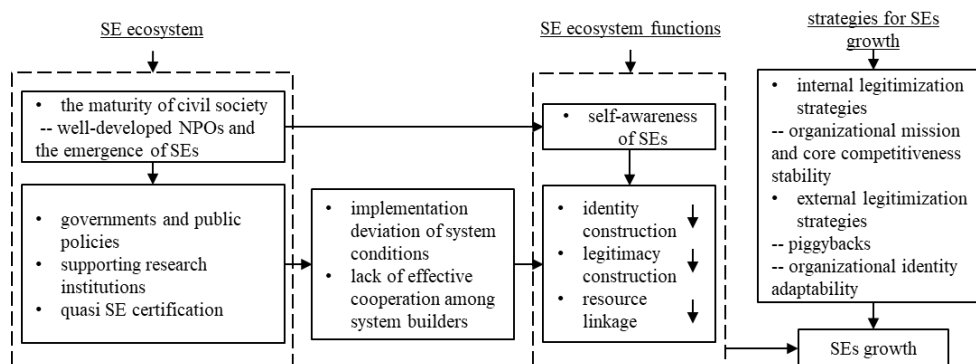 SE ecosystem
• the maturity of civil society
-- well-developed NPOs and
the emergence of SEs
• governments and public
policies
• supporting research
institutions
• quasi SE certification
• implementation
deviation of system
conditions
• lack of effective
cooperation among
system builders
SE ecosystem functions
• self-awareness
of SEs
• identity
construction
• legitimacy
construction
• resource
linkage
strategies for SEs
growth
• internal legitimization
strategies
-- organizational mission
and core competitiveness
stability
• external legitimization
strategies
-- piggybacks
-- organizational identity
adaptability
SEs growth